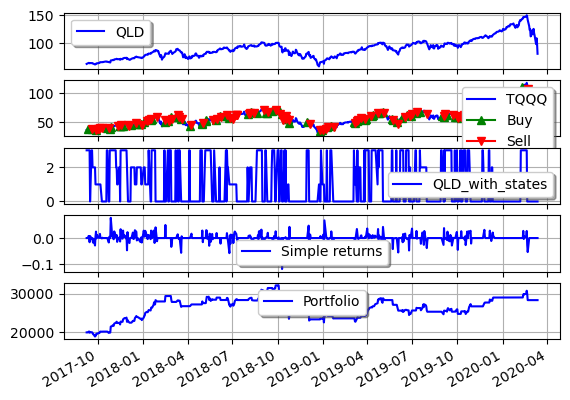 150
QLD
100
100
TQQQ
Buy
50
Sell
2
QLD_with_states
0
0.0
Simple returns
−0.1
30000
Portfolio
20000
2017-10 2018-01 2018-04 2018-07 2018-10 2019-01 2019-04 2019-07 2019-10 2020-01 2020-04